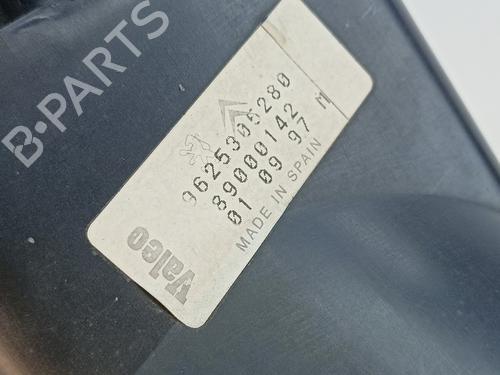 B-PARTS
9625305280
89000142
01 09 97 M
MADE IN SPAIN
Valeo